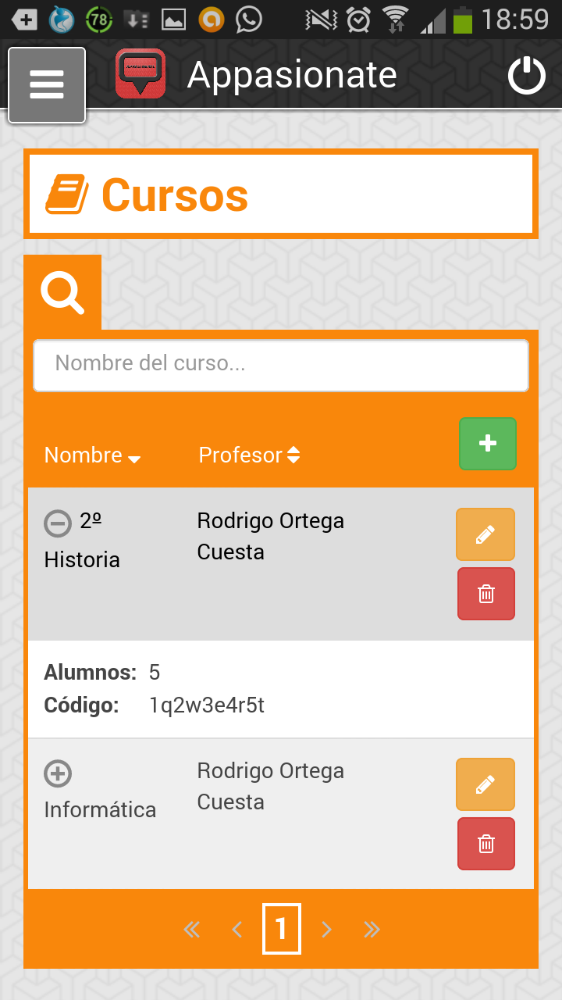 78
18:59
Appasionate
Cursos
Nombre del curso...
Nombre
Profesor
2º
Historia
Rodrigo Ortega
Cuesta
Alumnos: 5
Código: 1q2w3e4r5t
Informática
Rodrigo Ortega
Cuesta
« ‹ 1 › »